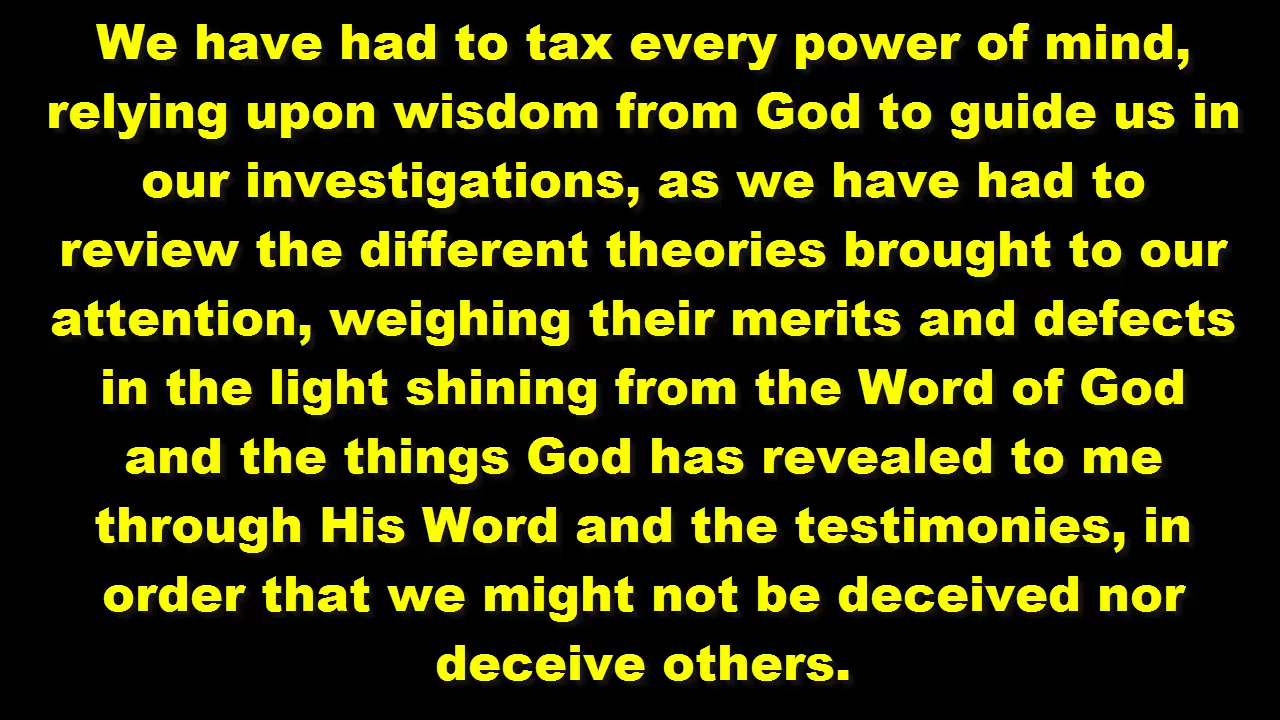 We have had to tax every power of mind,
relying upon wisdom from God to guide us in
our investigations, as we have had to
review the different theories brought to our
attention, weighing their merits and defects
in the light shining from the Word of God
and the things God has revealed to me
through His Word and the testimonies, in
order that we might not be deceived nor
deceive others.